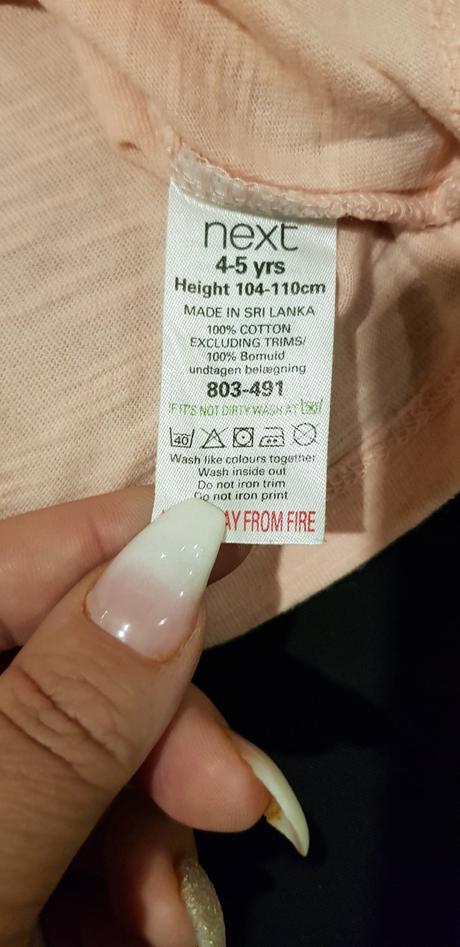 next
4-5 yrs
Height 104-110cm
MADE IN SRI LANKA
100% COTTON
EXCLUDING TRIMS/
100% Bomuld
undtagen belægning
803-491
IF IT'S NOT DIRTY WASH AT 30°
40
Wash like colours together
Wash inside out
Do not iron trim
Do not iron print
AY FROM FIRE